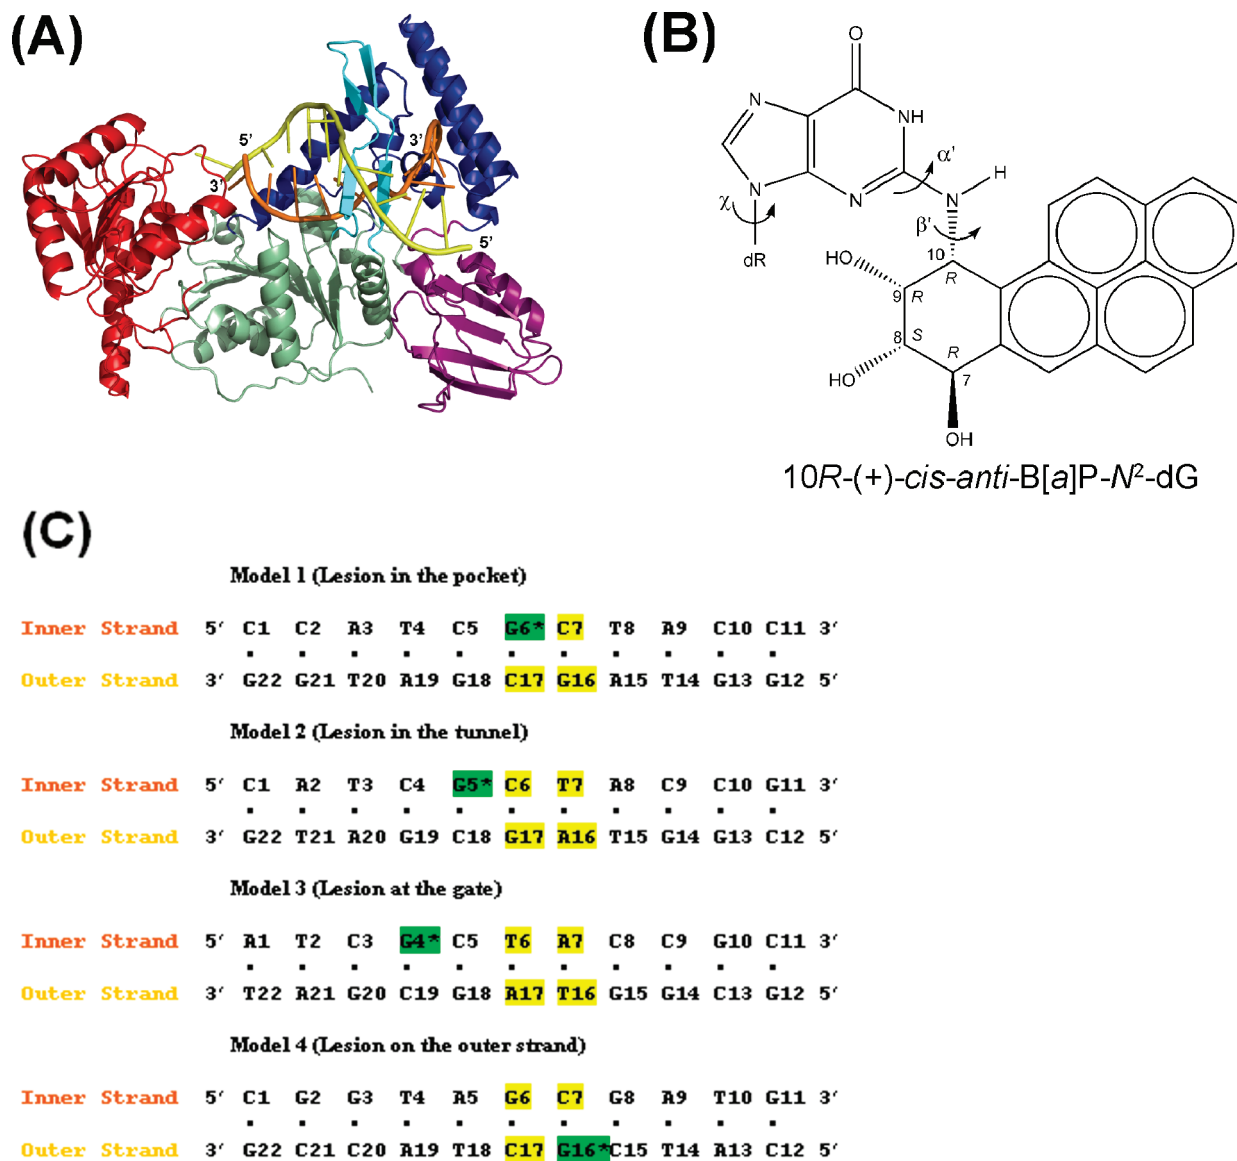 (A)
5'
3'
3'
5'
(B)
O
N
NH
N
N
α'
N
H
χ
dR
β'
10
R
HO
9
R
8
S
R
7
HO
OH
10R-(+)-cis-anti-B[a]P-N²-dG
(C)
Model 1 (Lesion in the pocket)
Inner Strand 5′ C1 C2 A3 T4 C5 G6* C7 T8 A9 C10 C11 3′
Outer Strand 3′ G22 G21 T20 A19 G18 C17 G16 A15 T14 G13 G12 5′
Model 2 (Lesion in the tunnel)
Inner Strand 5′ C1 A2 T3 C4 G5* C6 T7 A8 C9 C10 G11 3′
Outer Strand 3′ G22 T21 A20 G19 C18 G17 A16 T15 G14 G13 C12 5′
Model 3 (Lesion at the gate)
Inner Strand 5′ A1 T2 C3 G4* C5 T6 A7 C8 C9 G10 C11 3′
Outer Strand 3′ T22 A21 G20 C19 G18 A17 T16 G15 G14 C13 G12 5′
Model 4 (Lesion on the outer strand)
Inner Strand 5′ C1 G2 G3 T4 A5 G6 C7 G8 A9 T10 G11 3′
Outer Strand 3′ G22 C21 C20 A19 T18 C17 G16*C15 T14 A13 C12 5′